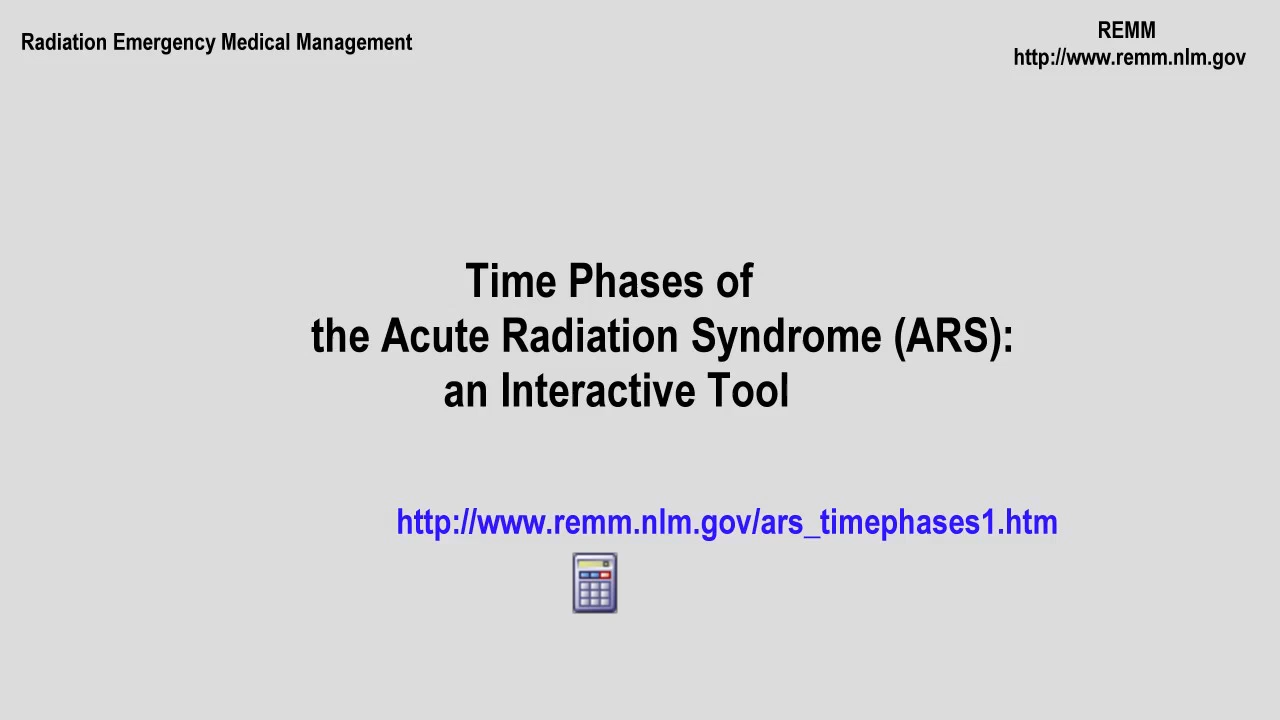 Radiation Emergency Medical Management
REMM
http://www.remm.nlm.gov
Time Phases of
the Acute Radiation Syndrome (ARS):
an Interactive Tool
http://www.remm.nlm.gov/ars_timephases1.htm